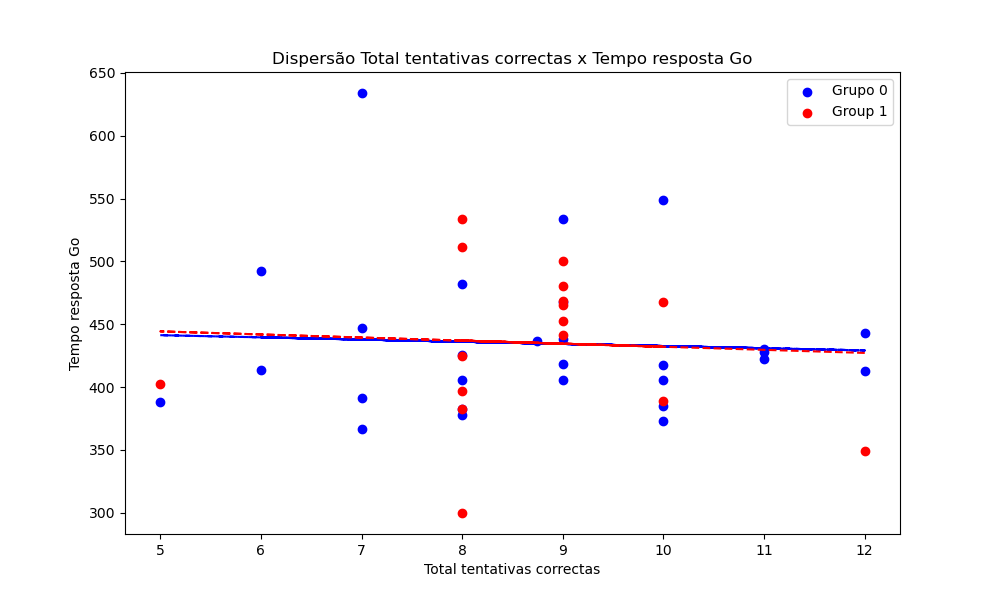 Dispersão Total tentativas correctas x Tempo resposta Go
Grupo 0
Group 1
650
600
550
500
450
400
350
300
Tempo resposta Go
5 6 7 8 9 10 11 12
Total tentativas correctas